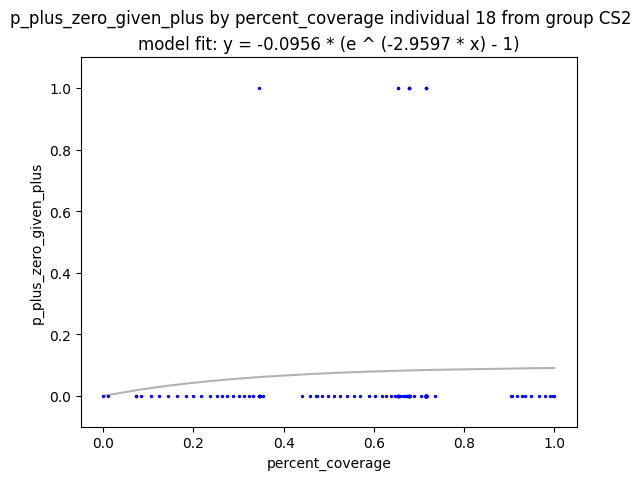 p_plus_zero_given_plus by percent_coverage individual 18 from group CS2
model fit: y = -0.0956 * (e ^ (-2.9597 * x) - 1)
1.0
0.8
0.6
0.4
0.2
0.0
p_plus_zero_given_plus
0.0 0.2 0.4 0.6 0.8 1.0
percent_coverage